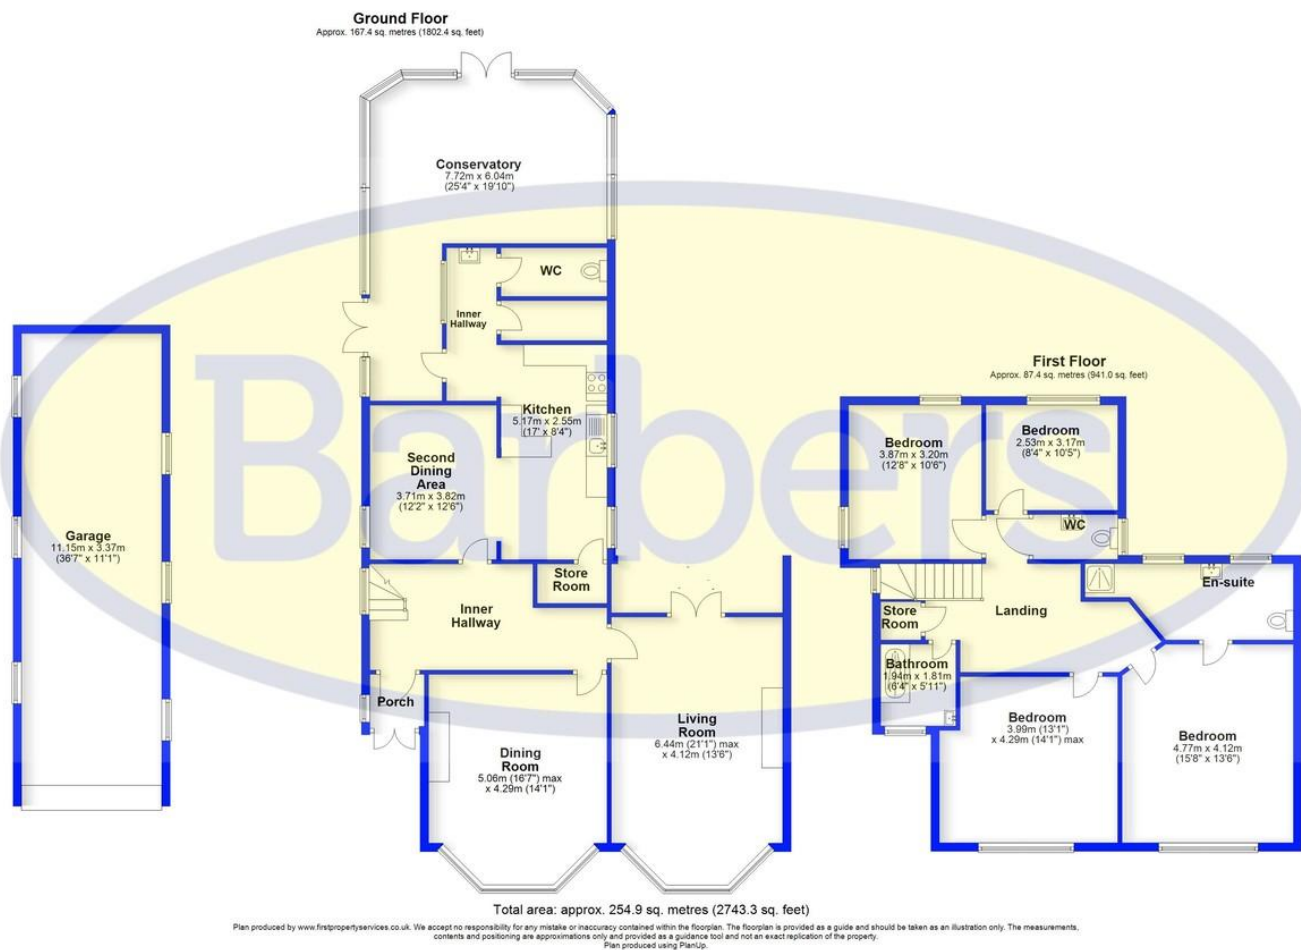 Ground Floor
Approx. 167.4 sq. metres (1802.4 sq. feet)
Conservatory
7.72m x 6.04m
(25'4" x 19'10")
WC
Inner
Hallway
Kitchen
5.17m x 2.55m
(17' x 8'4")
Second
Dining
Area
3.71m x 3.82m
(12'2" x 12'6")
Garage
11.15m x 3.37m
(36'7" x 11'1")
Store
Room
Inner
Hallway
Porch
Dining
Room
5.06m (16'7") max
x 4.29m (14'1")
Living
Room
6.44m (21'1") max
x 4.12m (13'6")
First Floor
Approx. 87.4 sq. metres (941.0 sq. feet)
Bedroom
3.87m x 3.20m
(12'8" x 10'6")
Bedroom
2.53m x 3.17m
(8'4" x 10'5")
WC
En-suite
Landing
Store
Room
Bathroom
1.94m x 1.81m
(6'4" x 5'11")
Bedroom
3.99m (13'1")
x 4.29m (14'1") max
Bedroom
4.77m x 4.12m
(15'8" x 13'6")
Barbers
Total area: approx. 254.9 sq. metres (2743.3 sq. feet)
Plan produced by www.firstpropertyservices.co.uk. We accept no responsibility for any mistake or inaccuracy contained within the floorplan. The floorplan is provided as a guide and should be taken as an illustration only. The measurements,
contents and positioning are approximations only and provided as a guidance tool and not an exact replication of the property.
Plan produced using PlanUp.